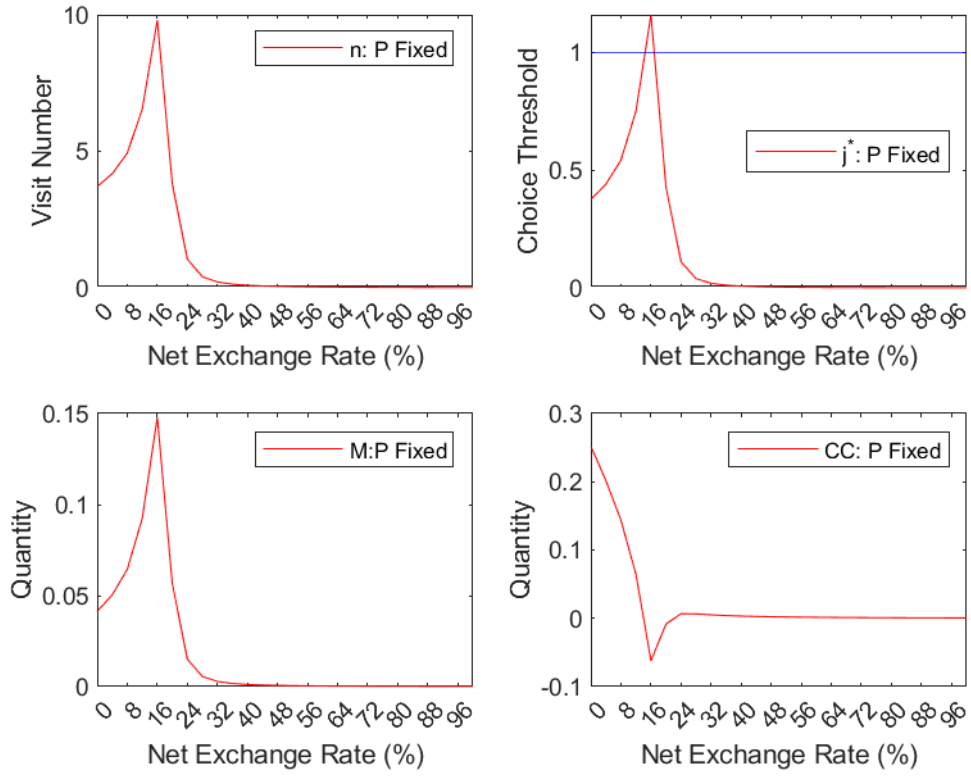 10
5
0
Visit Number
n: P Fixed
0 8 16 24 32 40 48 56 64 72 80 88 96
Net Exchange Rate (%)
1
0.5
0
Choice Threshold
j*: P Fixed
0 8 16 24 32 40 48 56 64 72 80 88 96
Net Exchange Rate (%)
0.15
0.1
0.05
0
Quantity
M:P Fixed
0 8 16 24 32 40 48 56 64 72 80 88 96
Net Exchange Rate (%)
0.3
0.2
0.1
0
-0.1
Quantity
CC: P Fixed
0 8 16 24 32 40 48 56 64 72 80 88 96
Net Exchange Rate (%)